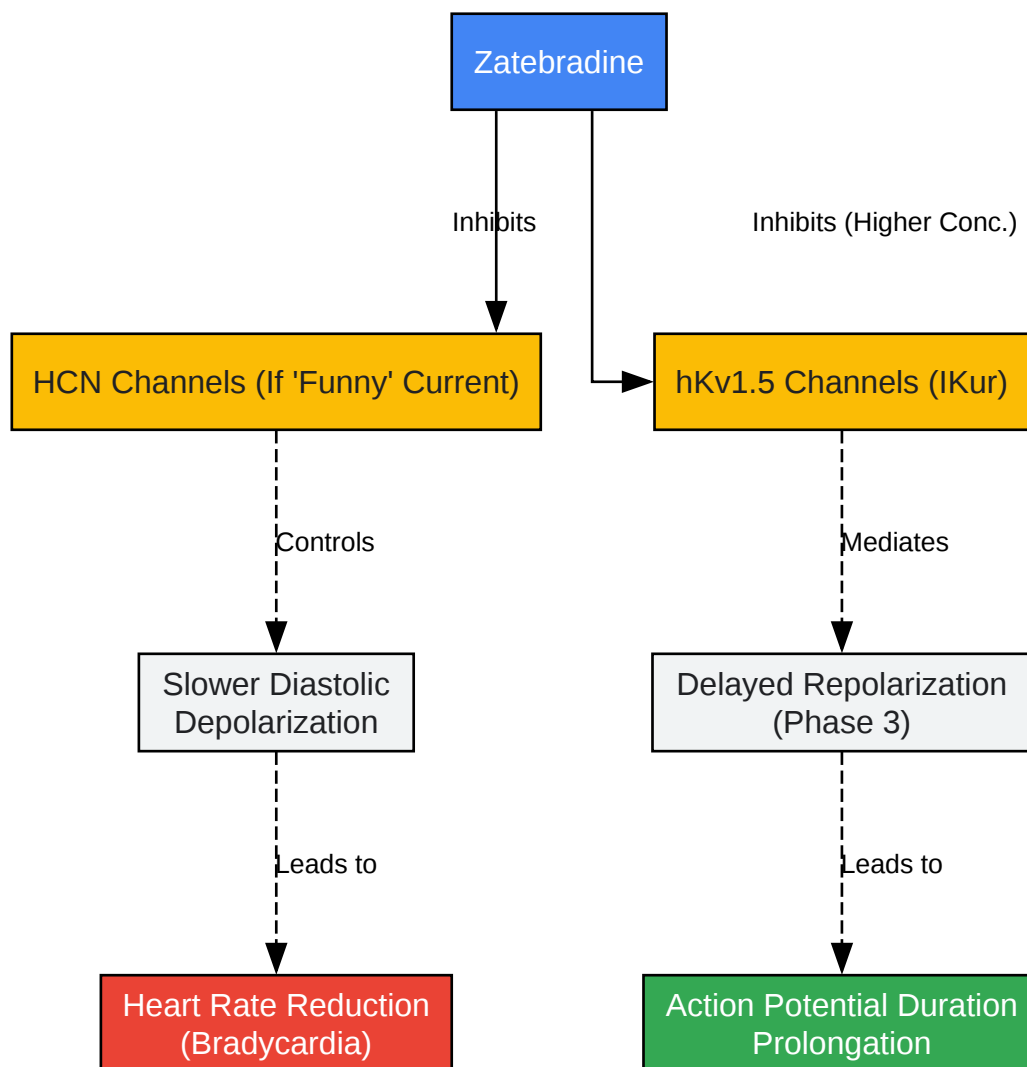 Zatebradine
Inhibits
Inhibits (Higher Conc.)
HCN Channels (If 'Funny' Current)
hKv1.5 Channels (IKur)
Controls
Mediates
Slower Diastolic
Depolarization
Delayed Repolarization
(Phase 3)
Leads to
Leads to
Heart Rate Reduction
(Bradycardia)
Action Potential Duration
Prolongation